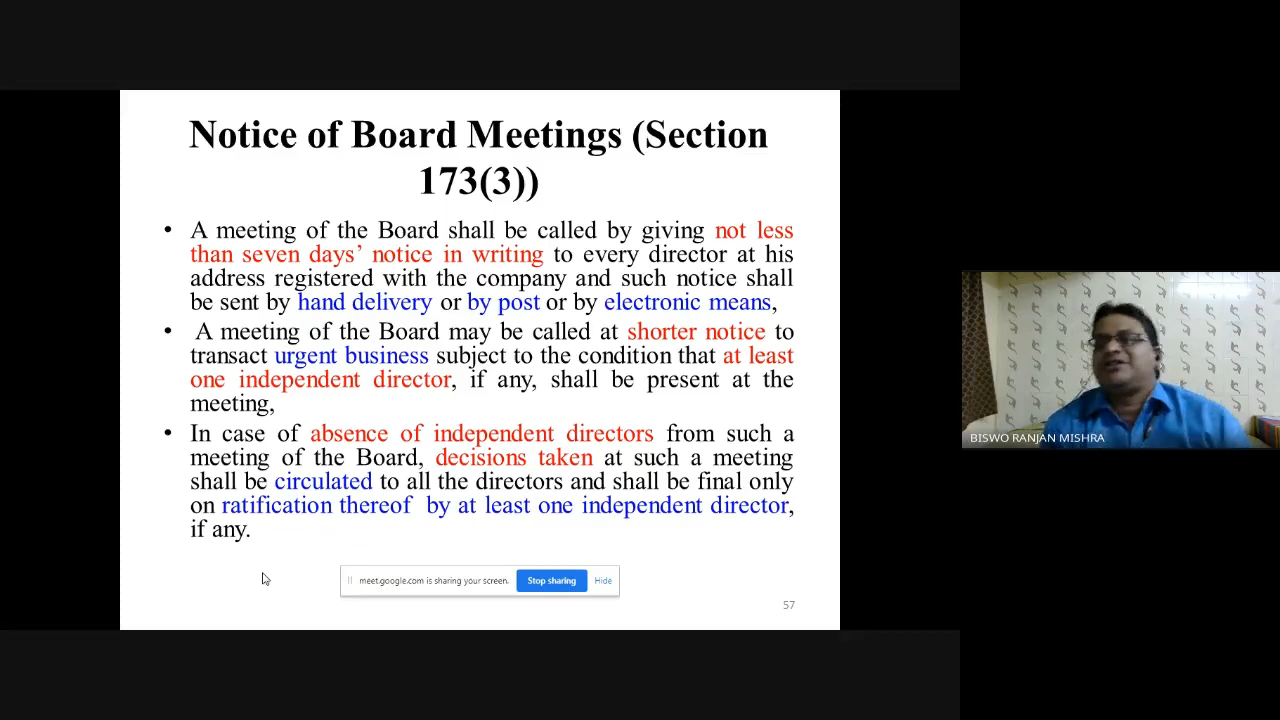 Notice of Board Meetings (Section
173(3))
• A meeting of the Board shall be called by giving not less
than seven days’ notice in writing to every director at his
address registered with the company and such notice shall
be sent by hand delivery or by post or by electronic means,
• A meeting of the Board may be called at shorter notice to
transact urgent business subject to the condition that at least
one independent director, if any, shall be present at the
meeting,
• In case of absence of independent directors from such a
meeting of the Board, decisions taken at such a meeting
shall be circulated to all the directors and shall be final only
on ratification thereof by at least one independent director,
if any.
meet.google.com is sharing your screen. Stop sharing Hide
57
BISWO RANJAN MISHRA